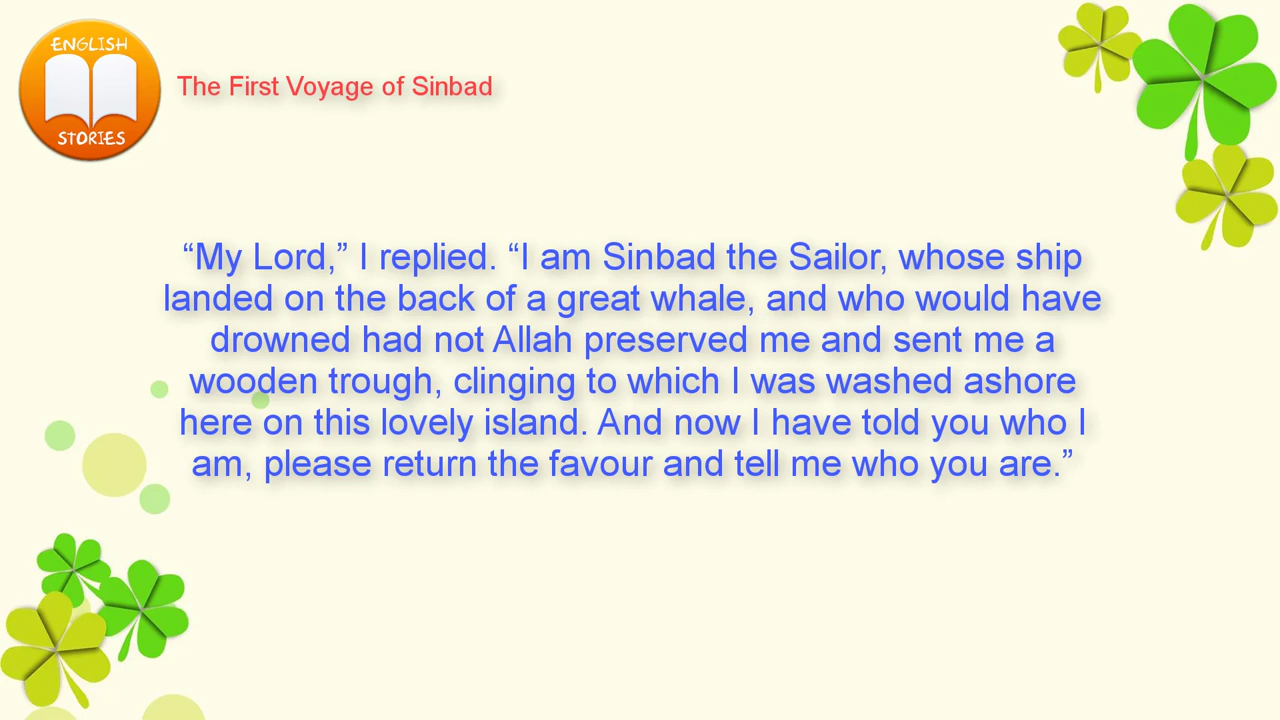 ENGLISH
STORIES
The First Voyage of Sinbad
“My Lord,” I replied. “I am Sinbad the Sailor, whose ship
landed on the back of a great whale, and who would have
drowned had not Allah preserved me and sent me a
wooden trough, clinging to which I was washed ashore
here on this lovely island. And now I have told you who I
am, please return the favour and tell me who you are.”